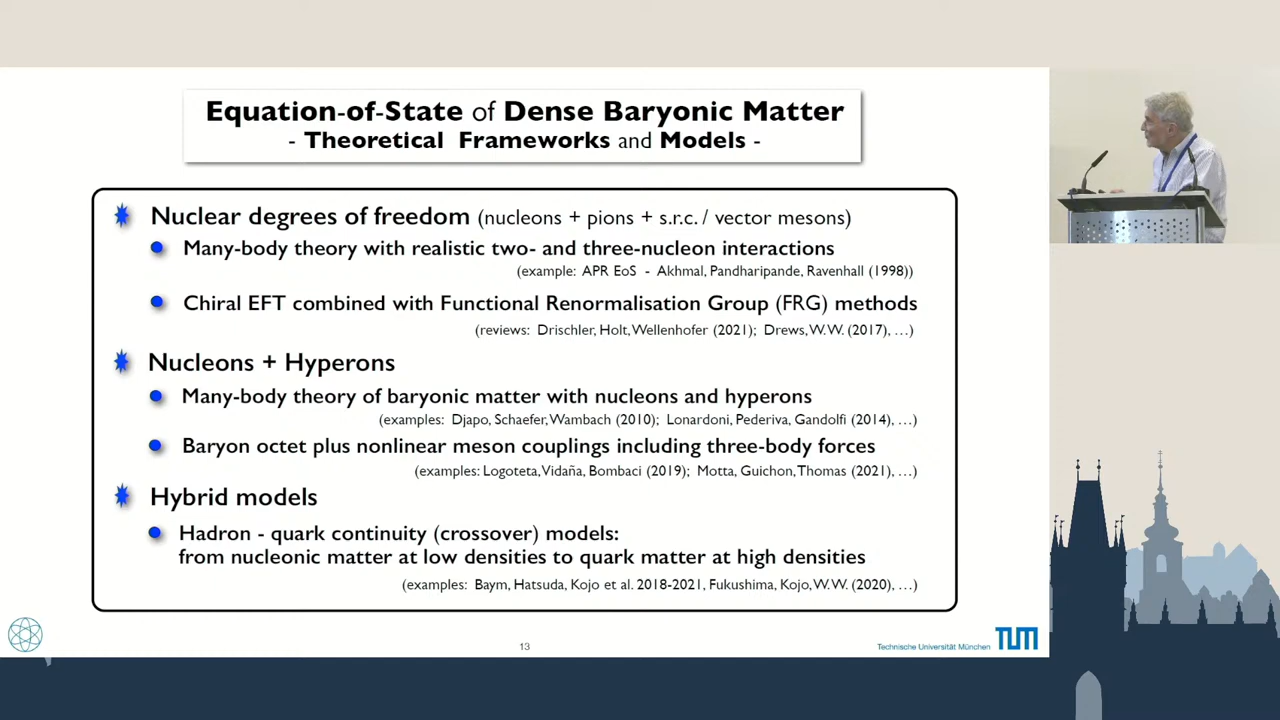 Equation-of-State of Dense Baryonic Matter
- Theoretical Frameworks and Models -
Nuclear degrees of freedom (nucleons + pions + s.r.c. / vector mesons)
Many-body theory with realistic two- and three-nucleon interactions
(example: APR EoS - Akhmal, Pandharipande, Ravenhall (1998))
Chiral EFT combined with Functional Renormalisation Group (FRG) methods
(reviews: Drischler, Holt, Wellenhofer (2021); Drews, W.W. (2017), …)
Nucleons + Hyperons
Many-body theory of baryonic matter with nucleons and hyperons
(examples: Djapo, Schaefer, Wambach (2010); Lonardoni, Pederiva, Gandolfi (2014), …)
Baryon octet plus nonlinear meson couplings including three-body forces
(examples: Logoteta, Vidaña, Bombaci (2019); Motta, Guichon, Thomas (2021), …)
Hybrid models
Hadron - quark continuity (crossover) models:
from nucleonic matter at low densities to quark matter at high densities
(examples: Baym, Hatsuda, Kojo et al. 2018-2021, Fukushima, Kojo, W.W. (2020), …)
13
Technische Universität München TUM